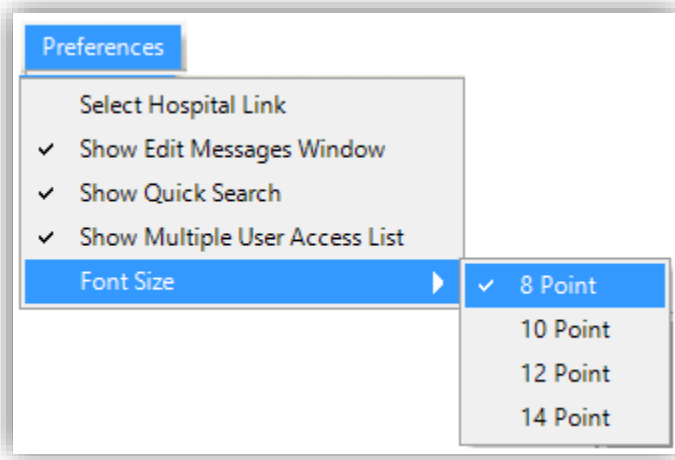 Preferences
Select Hospital Link
Show Edit Messages Window
Show Quick Search
Show Multiple User Access List
Font Size
8 Point
10 Point
12 Point
14 Point